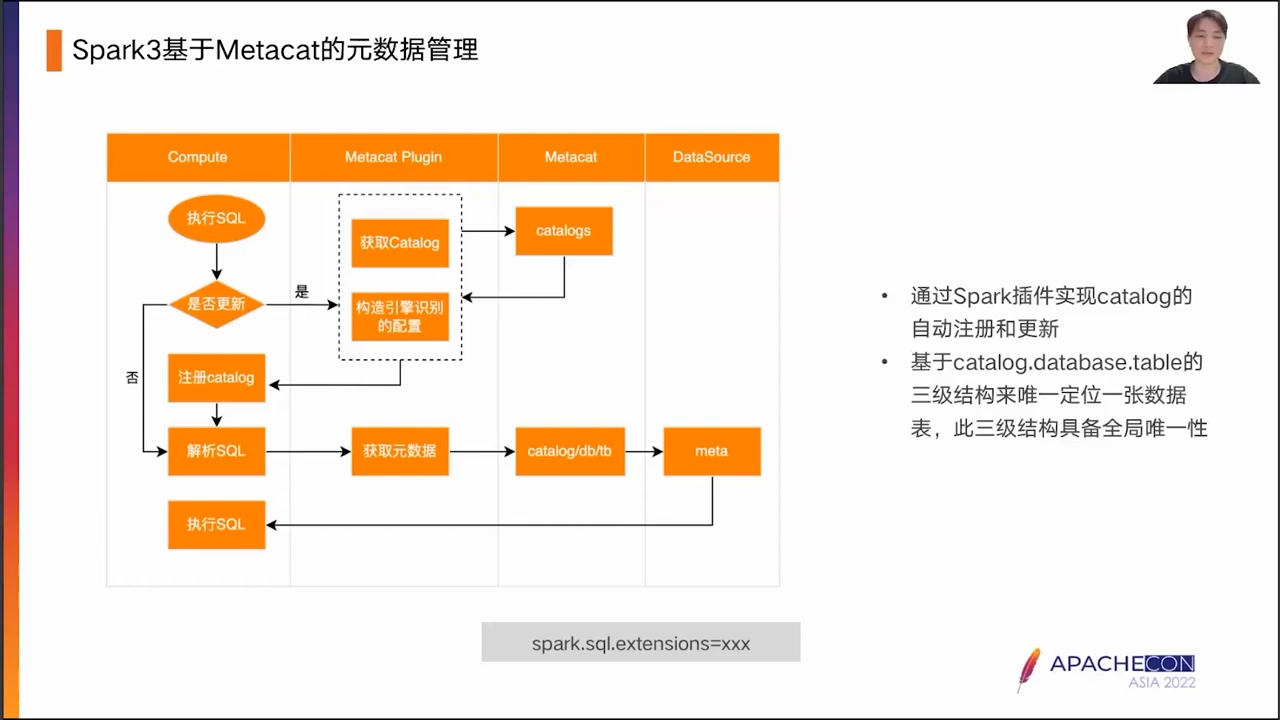 Spark3基于Metacat的元数据管理
Compute
Metacat Plugin
Metacat
DataSource
执行SQL
获取Catalog
catalogs
是否更新
是
构造引擎识别
的配置
否
注册catalog
解析SQL
获取元数据
catalog/db/tb
meta
执行SQL
• 通过Spark插件实现catalog的
自动注册和更新
• 基于catalog.database.table的
三级结构来唯一定位一张数据
表，此三级结构具备全局唯一性
spark.sql.extensions=xxx
APACHECON
ASIA 2022